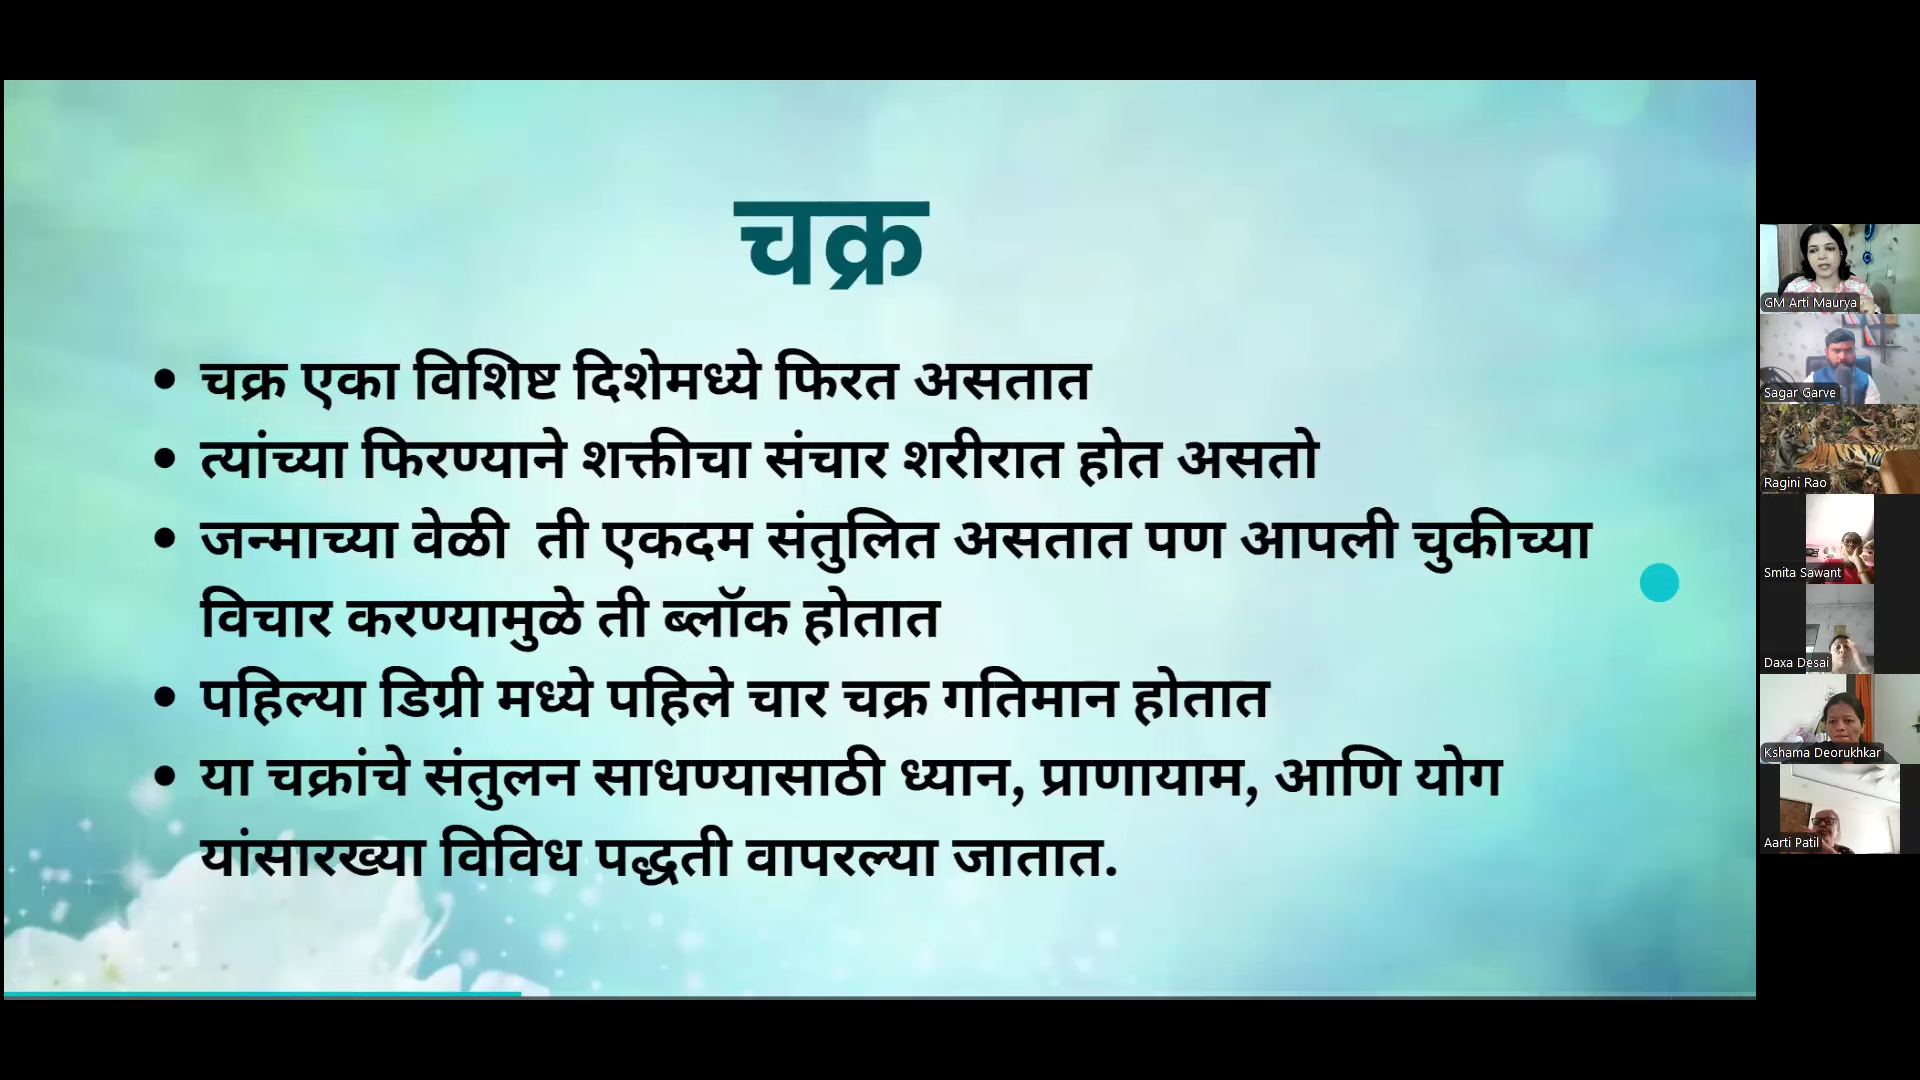 चक्र
• चक्र एका विशिष्ट दिशेमध्ये फिरत असतात
• त्यांच्या फिरण्याने शक्तीचा संचार शरीरात होत असतो
• जन्माच्या वेळी  ती एकदम संतुलित असतात पण आपली चुकीच्या
विचार करण्यामुळे ती ब्लॉक होतात
• पहिल्या डिग्री मध्ये पहिले चार चक्र गतिमान होतात
• या चक्रांचे संतुलन साधण्यासाठी ध्यान, प्राणायाम, आणि योग
यांसारख्या विविध पद्धती वापरल्या जातात.
GM Arti Maurya
Sagar Garve
Ragini Rao
Smita Sawant
Daxa Desai
Kshama Deorukhkar
Aarti Patil